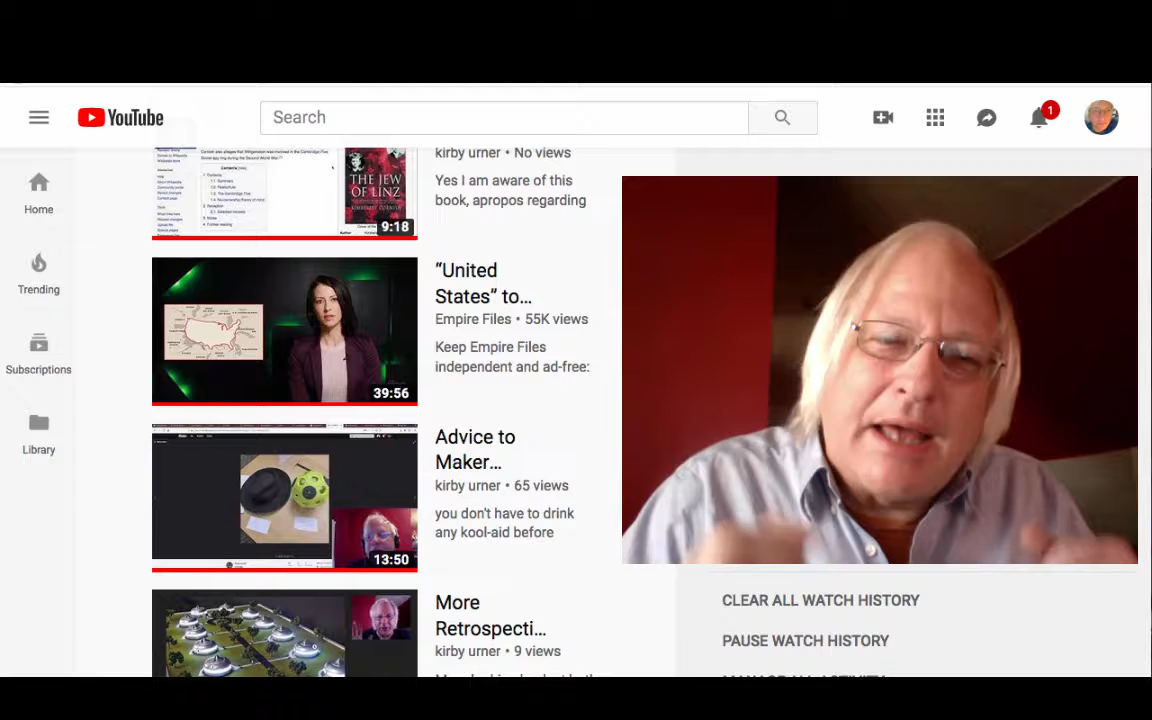 YouTube
Search
1
Home
Trending
Subscriptions
Library
THE JEW
OF LINZ
9:18
kirby urner • No views
Yes I am aware of this
book, apropos regarding
39:56
“United
States” to...
Empire Files • 55K views
Keep Empire Files
independent and ad-free:
13:50
Advice to
Maker...
kirby urner • 65 views
you don't have to drink
any kool-aid before
More
Retrospecti...
kirby urner • 9 views
CLEAR ALL WATCH HISTORY
PAUSE WATCH HISTORY